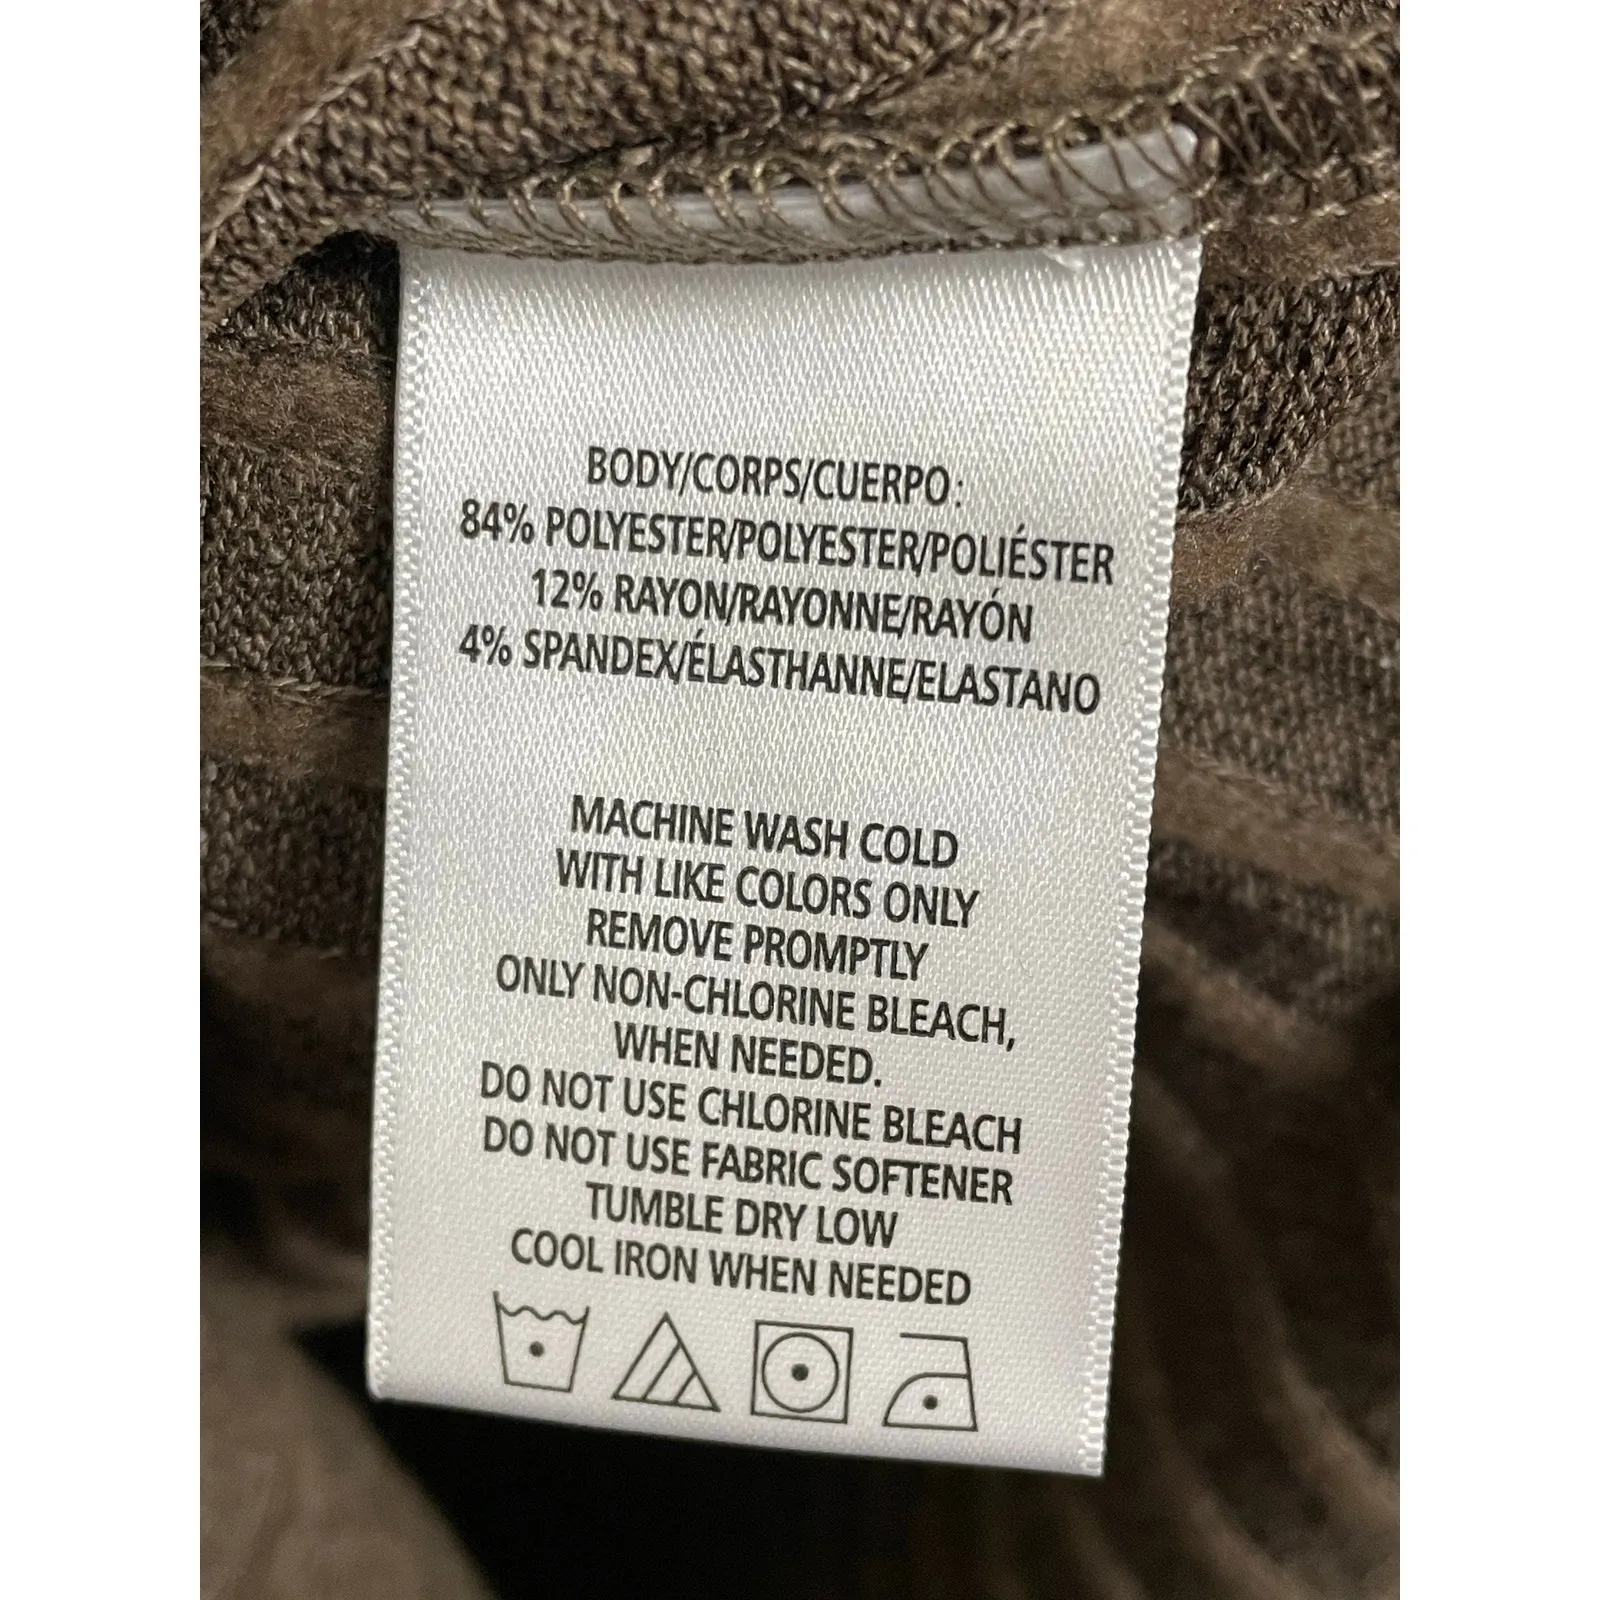 BODY/CORPS/CUERPO:
84% POLYESTER/POLYESTER/POLIÉSTER
12% RAYON/RAYONNE/RAYÓN
4% SPANDEX/ÉLASTHANNE/ELASTANO
MACHINE WASH COLD
WITH LIKE COLORS ONLY
REMOVE PROMPTLY
ONLY NON-CHLORINE BLEACH,
WHEN NEEDED.
DO NOT USE CHLORINE BLEACH
DO NOT USE FABRIC SOFTENER
TUMBLE DRY LOW
COOL IRON WHEN NEEDED